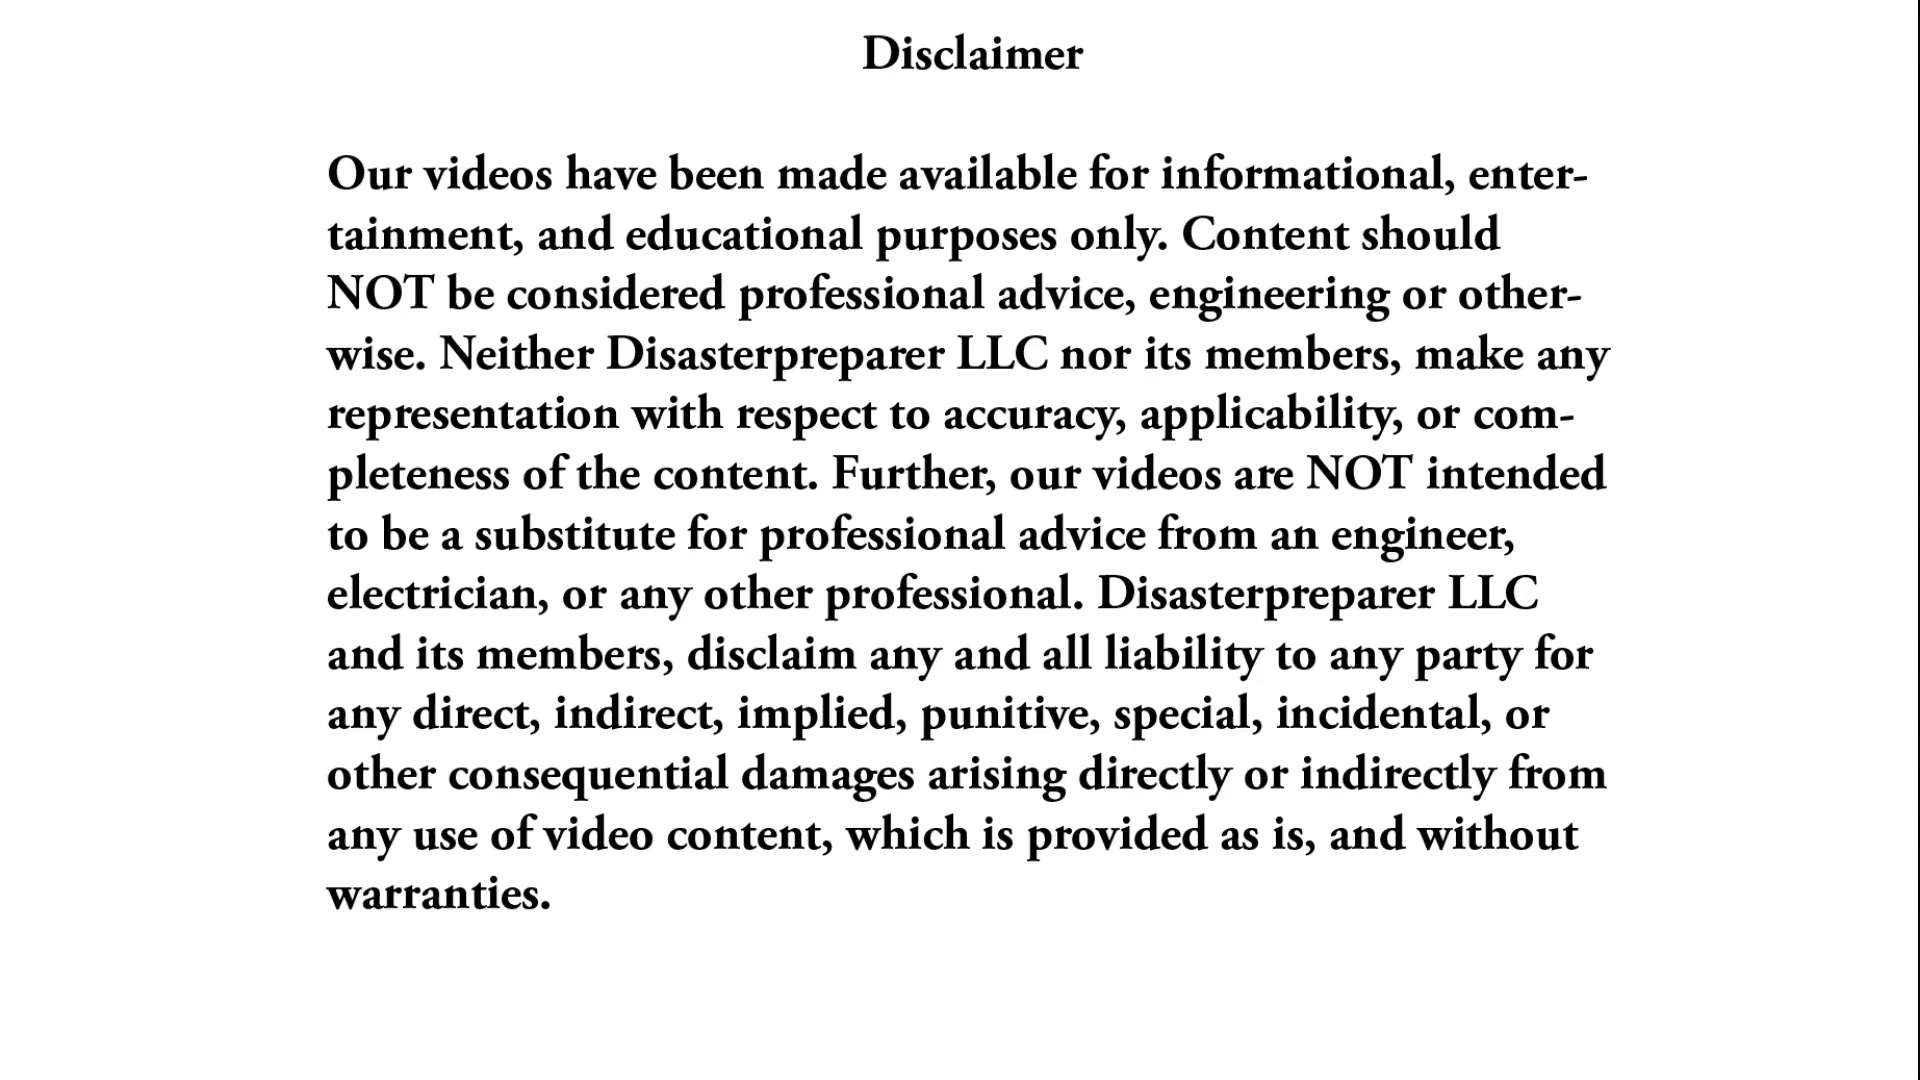 Disclaimer
Our videos have been made available for informational, enter-
tainment, and educational purposes only. Content should
NOT be considered professional advice, engineering or other-
wise. Neither Disasterpreparer LLC nor its members, make any
representation with respect to accuracy, applicability, or com-
pleteness of the content. Further, our videos are NOT intended
to be a substitute for professional advice from an engineer,
electrician, or any other professional. Disasterpreparer LLC
and its members, disclaim any and all liability to any party for
any direct, indirect, implied, punitive, special, incidental, or
other consequential damages arising directly or indirectly from
any use of video content, which is provided as is, and without
warranties.